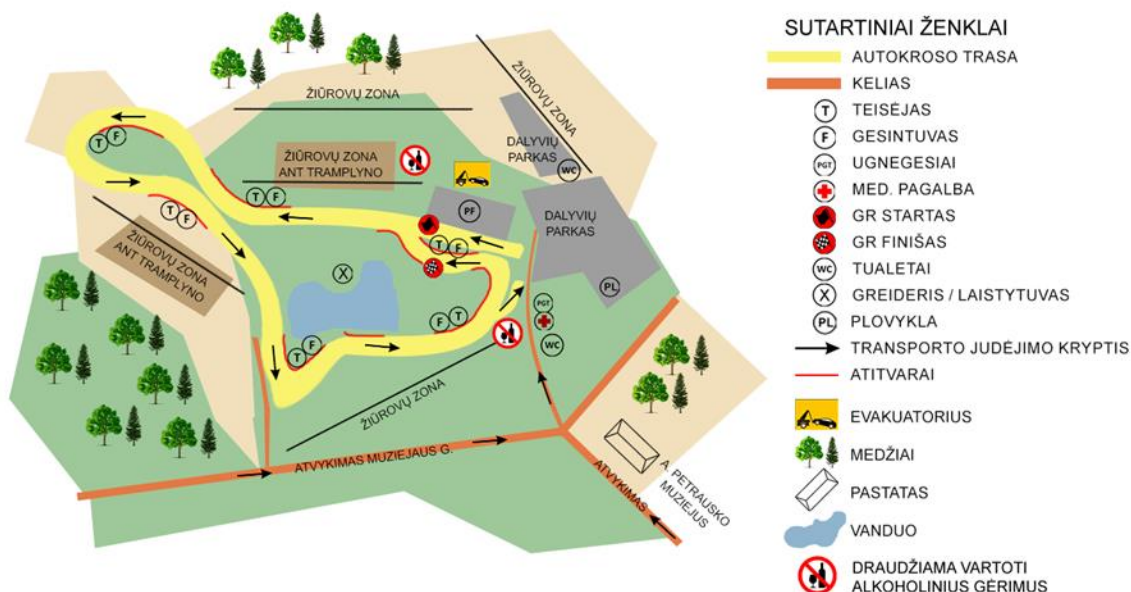 SUTARTINIAI ŽENKLAI
AUTOKROSO TRASA
KELIAS
T TEISĖJAS
F GESINTUVAS
PGT UGNEGESIAI
MED. PAGALBA
GR STARTAS
GR FINIŠAS
WC TUALETAI
X GREIDERIS / LAISTYTUVAS
PL PLOVYKLA
TRANSPORTO JUDĖJIMO KRYPTIS
ATITVARAI
EVAKUATORIUS
MEDŽIAI
PASTATAS
VANDUO
DRAUDŽIAMA VARTOTI
ALKOHOLINIUS GĖRIMUS
ŽIŪROVŲ ZONA
ŽIŪROVŲ ZONA
T F
DALYVIŲ
PARKAS
WC
ŽIŪROVŲ ZONA
ANT TRAMPLYNO
T F
T F
PF
DALYVIŲ
PARKAS
T F
ŽIŪROVŲ ZONA
ANT TRAMPLYNO
X
PL
PGT
F T
WC
T F
ŽIŪROVŲ ZONA
ATVYKIMAS MUZIEJAUS G.
ATVYKIMAS
A. PETRAUSKO
MUZIEJUS